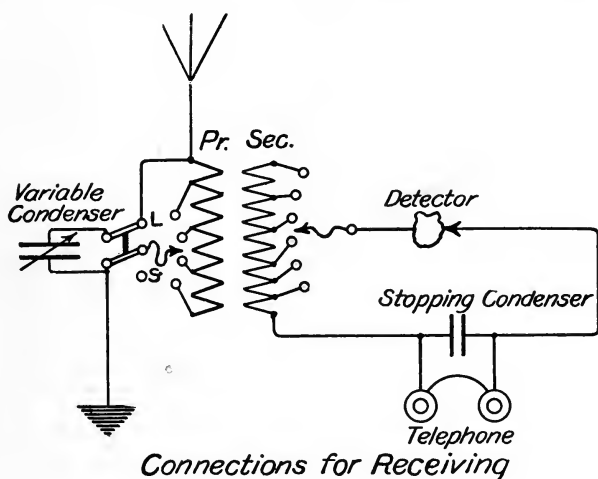 Pr. Sec.
Variable
Condenser
L
S
Detector
Stopping Condenser
Telephone
Connections for Receiving